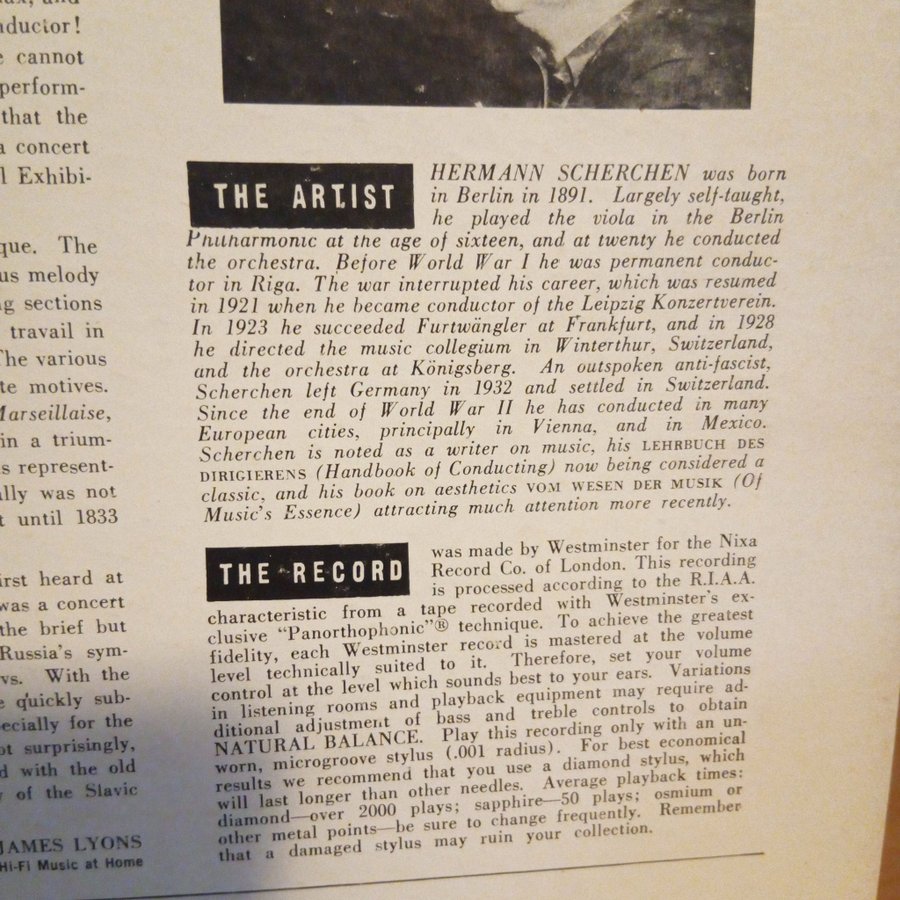 ductor!
cannot
perform-
that the
a concert
l Exhibi-
que. The
us melody
g sections
travail in
The various
te motives.
Marseillaise,
in a trium-
s represent-
lly was not
t until 1833
irst heard at
was a concert
the brief but
Russia's sym-
vs. With the
e quickly sub-
ecially for the
ot surprisingly,
d with the old
y of the Slavic
JAMES LYONS
Hi-Fi Music at Home
THE ARTIST
HERMANN SCHERCHEN was born
in Berlin in 1891. Largely self-taught,
he played the viola in the Berlin
Philharmonic at the age of sixteen, and at twenty he conducted
the orchestra. Before World War I he was permanent conduc-
tor in Riga. The war interrupted his career, which was resumed
in 1921 when he became conductor of the Leipzig Konzertverein.
In 1923 he succeeded Furtwängler at Frankfurt, and in 1928
he directed the music collegium in Winterthur, Switzerland,
and the orchestra at Königsberg. An outspoken anti-fascist,
Scherchen left Germany in 1932 and settled in Switzerland.
Since the end of World War II he has conducted in many
European cities, principally in Vienna, and in Mexico.
Scherchen is noted as a writer on music, his LEHRBUCH DES
DIRIGIERENS (Handbook of Conducting) now being considered a
classic, and his book on aesthetics VOM WESEN DER MUSIK (Of
Music's Essence) attracting much attention more recently.
THE RECORD
was made by Westminster for the Nixa
Record Co. of London. This recording
is processed according to the R.I.A.A.
characteristic from a tape recorded with Westminster's ex-
clusive "Panorthophonic"® technique. To achieve the greatest
fidelity, each Westminster record is mastered at the volume
level technically suited to it. Therefore, set your volume
control at the level which sounds best to your ears. Variations
in listening rooms and playback equipment may require ad-
ditional adjustment of bass and treble controls to obtain
NATURAL BALANCE. Play this recording only with an un-
worn, microgroove stylus (.001 radius). For best economical
results we recommend that you use a diamond stylus, which
will last longer than other needles. Average playback times:
diamond—over 2000 plays; sapphire—50 plays; osmium or
other metal points—be sure to change frequently. Remember
that a damaged stylus may ruin your collection.